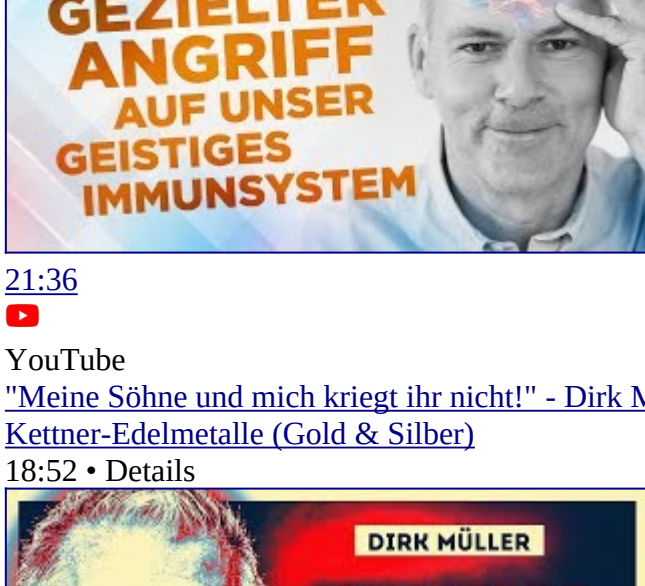 GEZIELTER
ANGRIFF
AUF UNSER
GEISTIGES
IMMUNSYSTEM
21:36
YouTube
"Meine Söhne und mich kriegt ihr nicht!" - Dirk M
Kettner-Edelmetalle (Gold & Silber)
18:52 • Details
DIRK MÜLLER